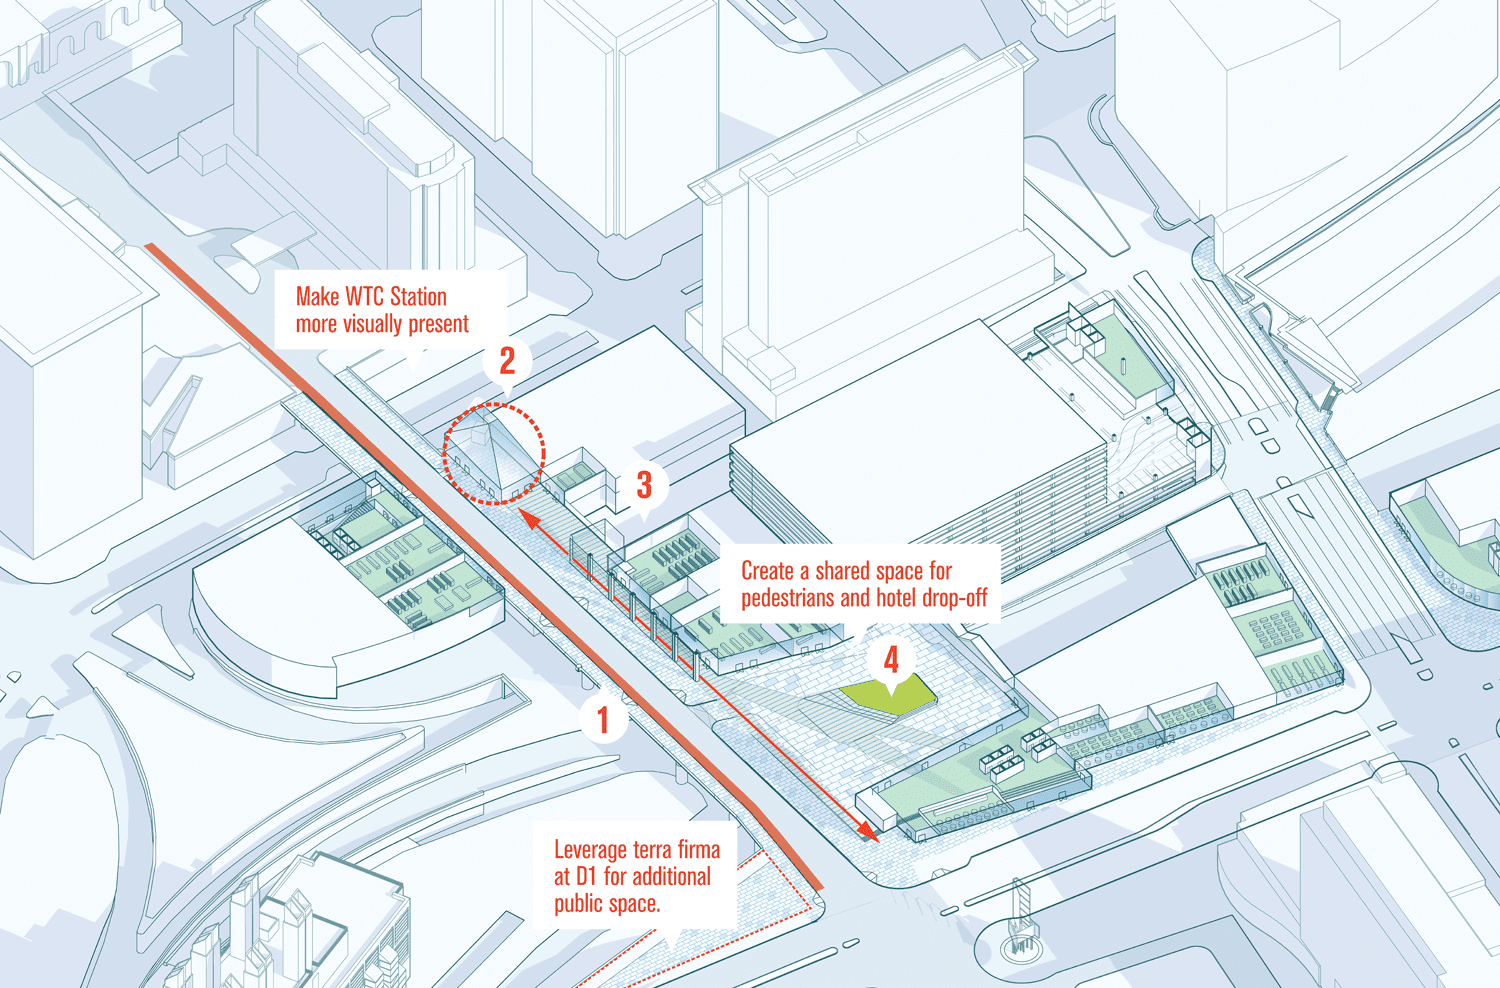 Make WTC Station
more visually present
2
3
Create a shared space for
pedestrians and hotel drop-off
4
1
Leverage terra firma
at D1 for additional
public space.